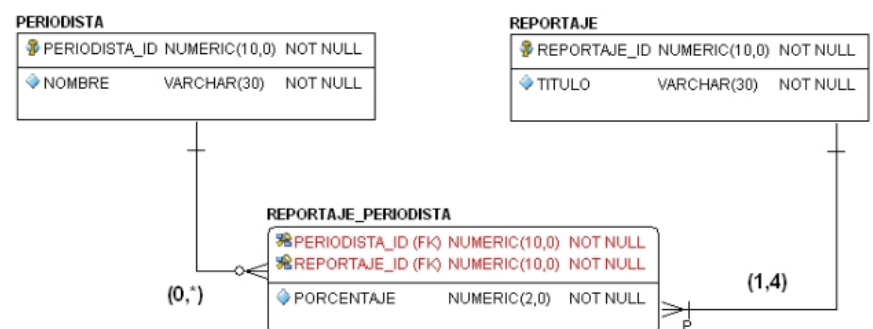 PERIODISTA
PERIODISTA_ID NUMERIC(10,0) NOT NULL
NOMBRE VARCHAR(30) NOT NULL
REPORTAJE
REPORTAJE_ID NUMERIC(10,0) NOT NULL
TITULO VARCHAR(30) NOT NULL
REPORTAJE_PERIODISTA
PERIODISTA_ID (FK) NUMERIC(10,0) NOT NULL
REPORTAJE_ID (FK) NUMERIC(10,0) NOT NULL
PORCENTAJE NUMERIC(2,0) NOT NULL
(0,*)
(1,4)
P